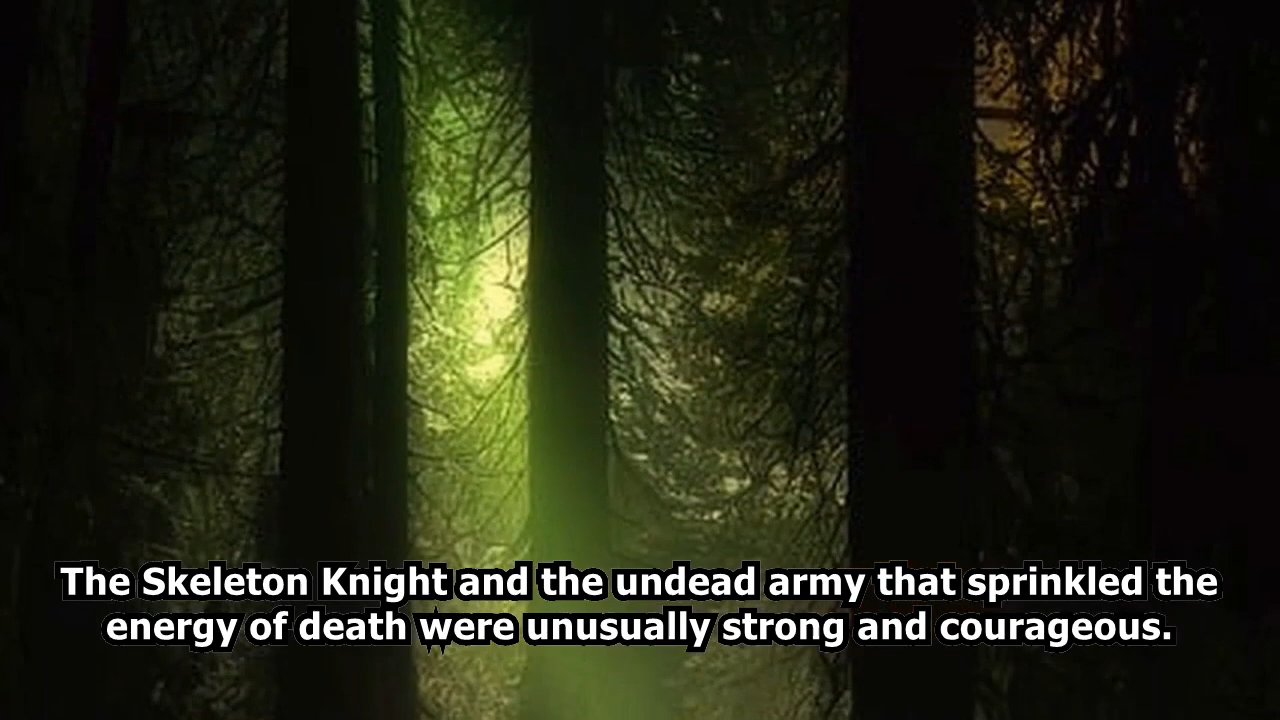 The Skeleton Knight and the undead army that sprinkled the
energy of death were unusually strong and courageous.